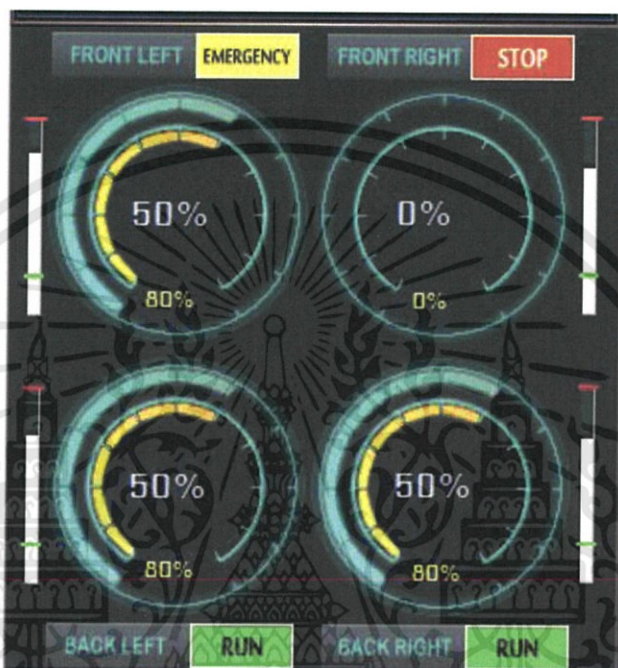 FRONT LEFT EMERGENCY FRONT RIGHT STOP
50% 0%
80% 0%
50% 50%
80% 80%
BACK LEFT RUN BACK RIGHT RUN